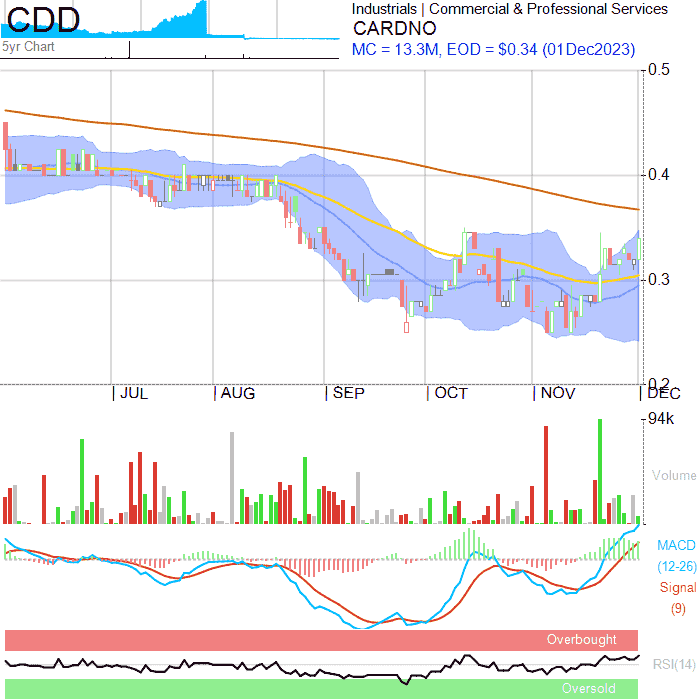 CDD
5yr Chart
Industrials | Commercial & Professional Services
CARDNO
MC = 13.3M, EOD = $0.34 (01Dec2023)
0.5
0.4
0.3
0.2
JUL
AUG
SEP
OCT
NOV
DEC
94k
Volume
MACD
(12-26)
Signal
(9)
Overbought
RSI(14)
Oversold